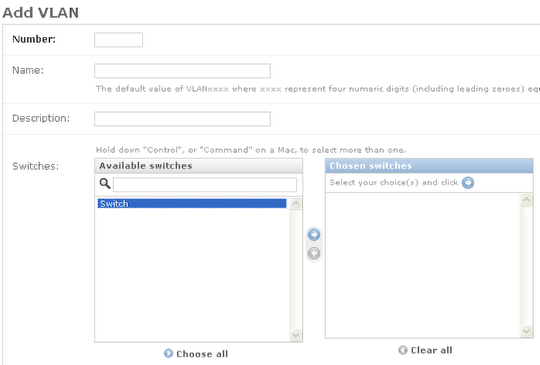 Add VLAN
Number:
Name:
The default value of VLANxxxx where xxxx represent four numeric digits (including leading zeroes) equ
Description:
Hold down "Control", or "Command" on a Mac, to select more than one.
Switches:
Available switches
Chosen switches
Select your choice(s) and click
Switch
Choose all
Clear all